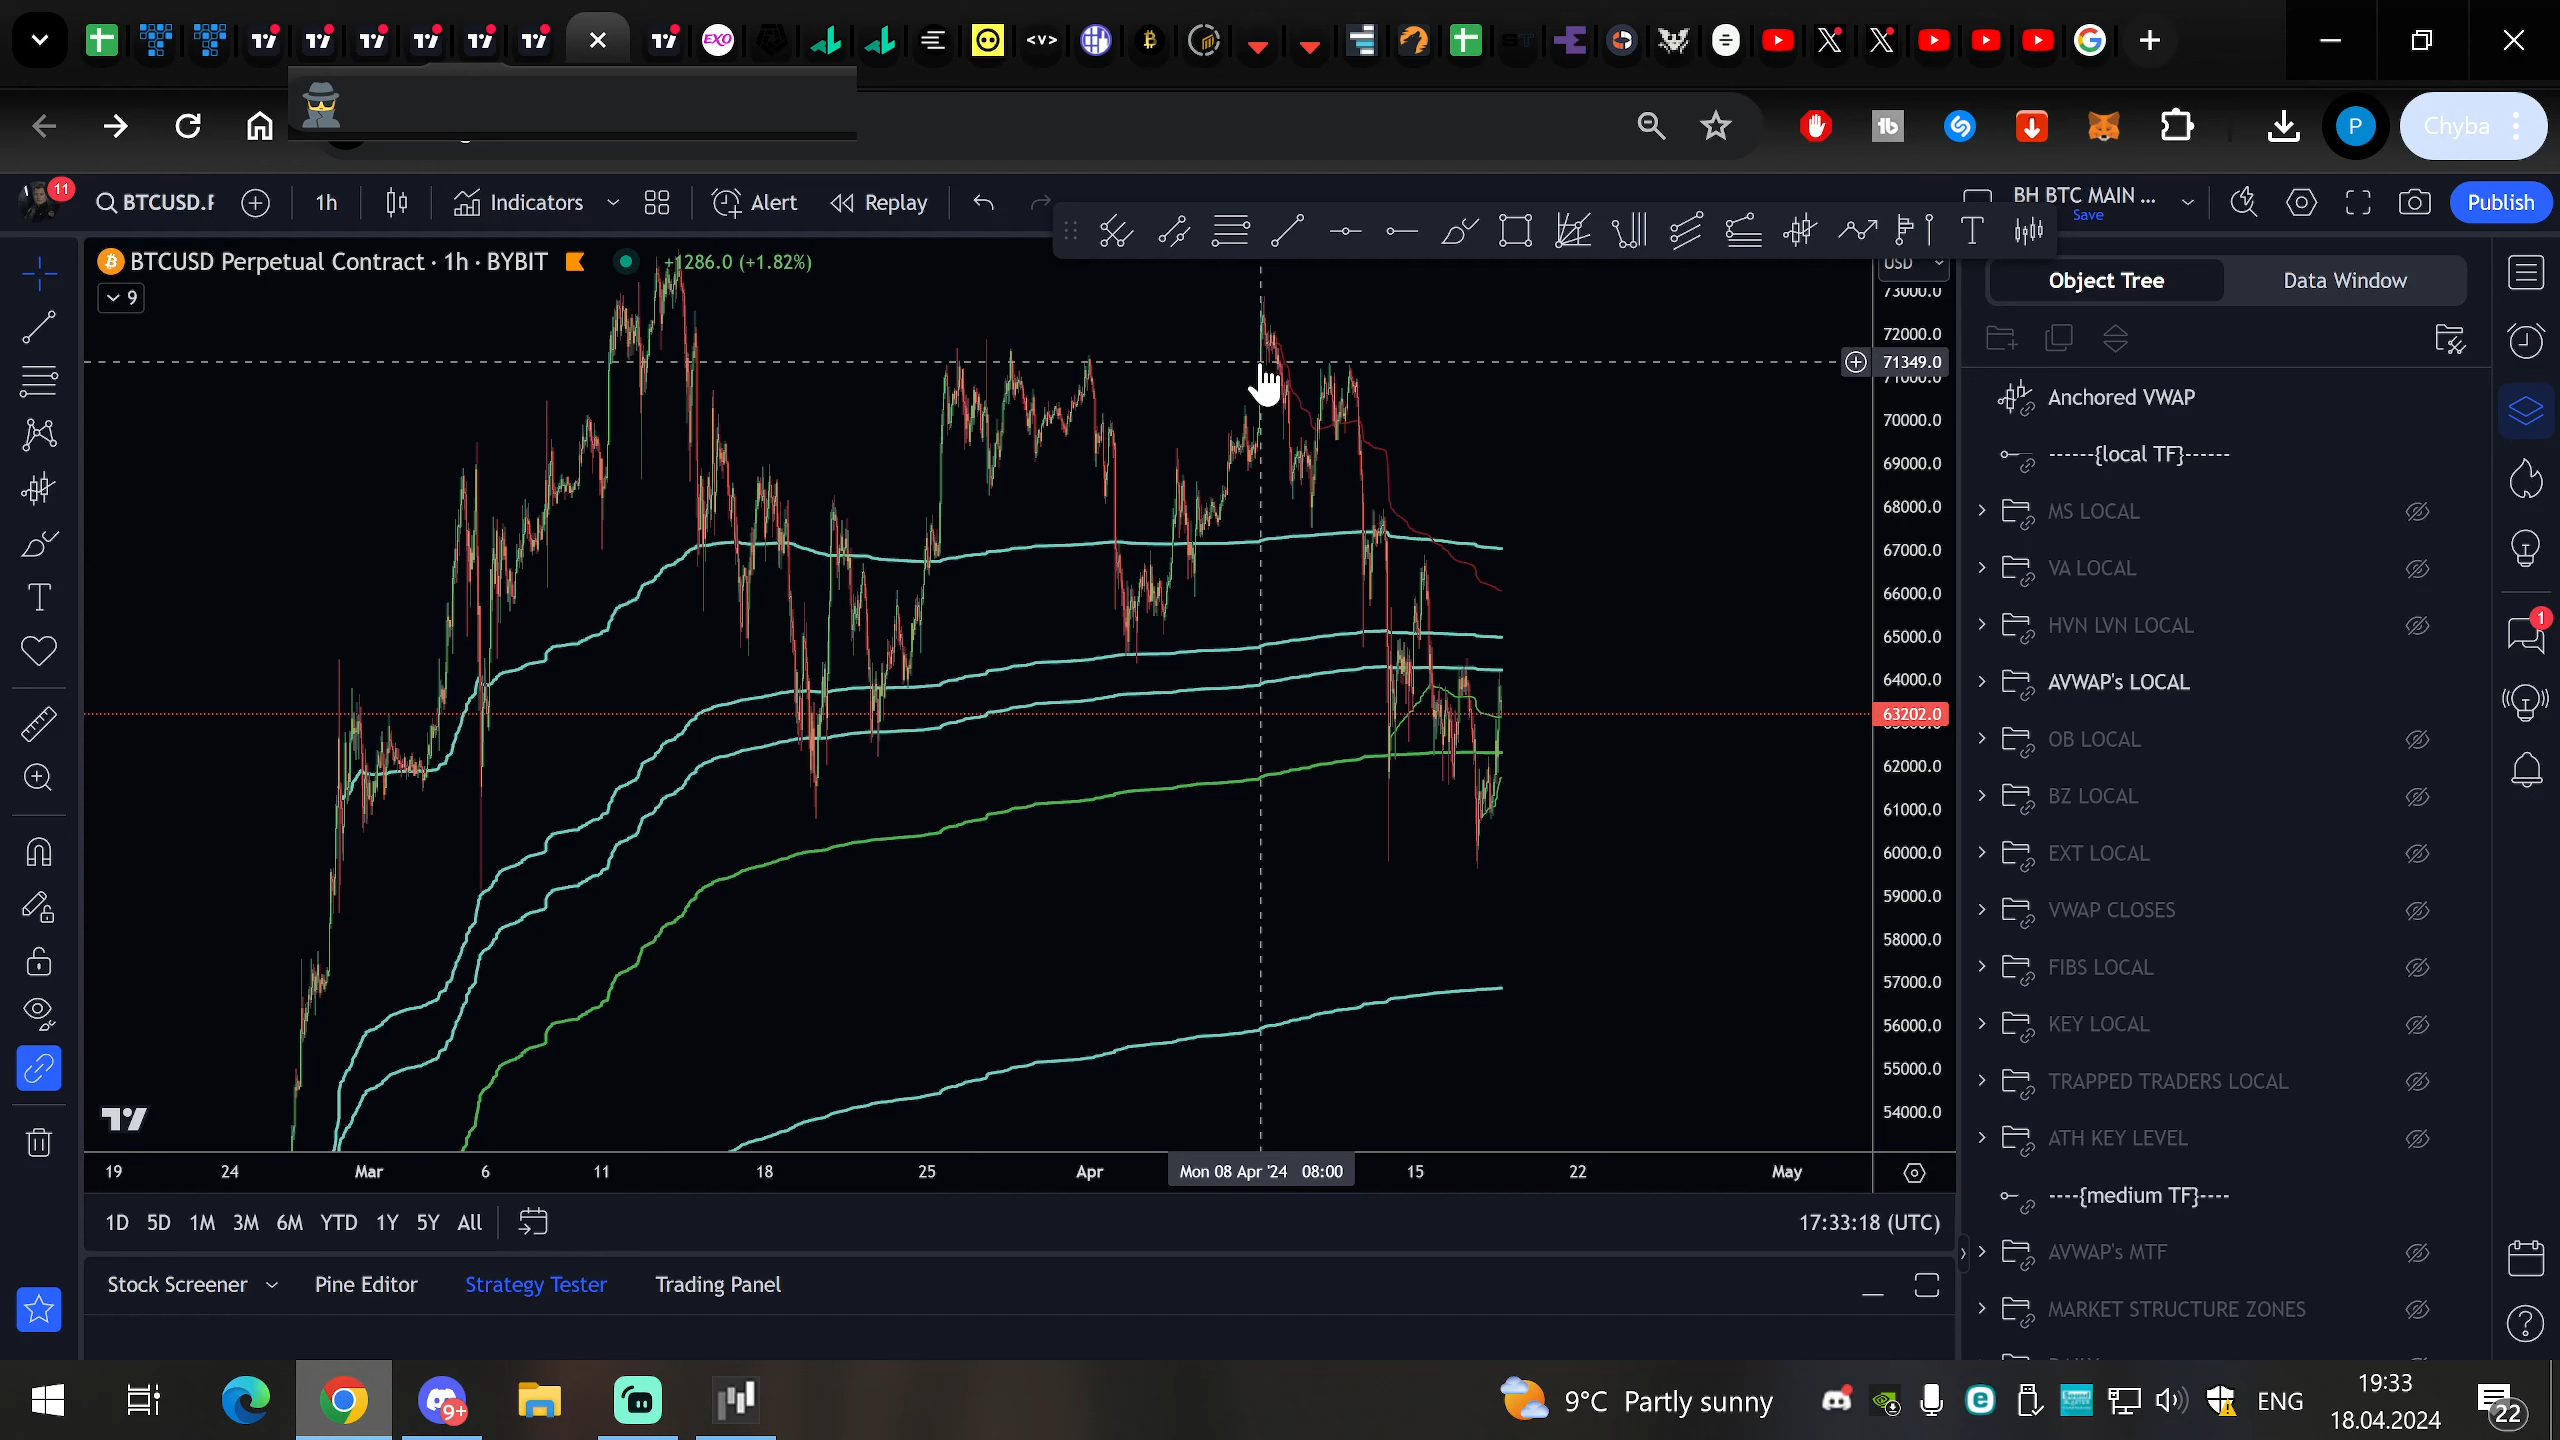 EXO
<v>
Chyba
11
BTCUSD.P
1h
Indicators
Alert
Replay
BH BTC MAIN ...
Save
Publish
BTCUSD Perpetual Contract · 1h · BYBIT
+1286.0 (+1.82%)
9
USD
73000.0
72000.0
71349.0
71000.0
70000.0
69000.0
68000.0
67000.0
66000.0
65000.0
64000.0
63202.0
63000.0
62000.0
61000.0
60000.0
59000.0
58000.0
57000.0
56000.0
55000.0
54000.0
19
24
Mar
6
11
18
25
Apr
Mon 08 Apr '24 08:00
15
22
May
1D 5D 1M 3M 6M YTD 1Y 5Y All
17:33:18 (UTC)
Stock Screener
Pine Editor
Strategy Tester
Trading Panel
Object Tree
Data Window
Anchored VWAP
------{local TF}------
MS LOCAL
VA LOCAL
HVN LVN LOCAL
AVWAP's LOCAL
OB LOCAL
BZ LOCAL
EXT LOCAL
VWAP CLOSES
FIBS LOCAL
KEY LOCAL
TRAPPED TRADERS LOCAL
ATH KEY LEVEL
----{medium TF}----
AVWAP's MTF
MARKET STRUCTURE ZONES
1
9+
9°C Partly sunny
ENG
19:33
18.04.2024
22